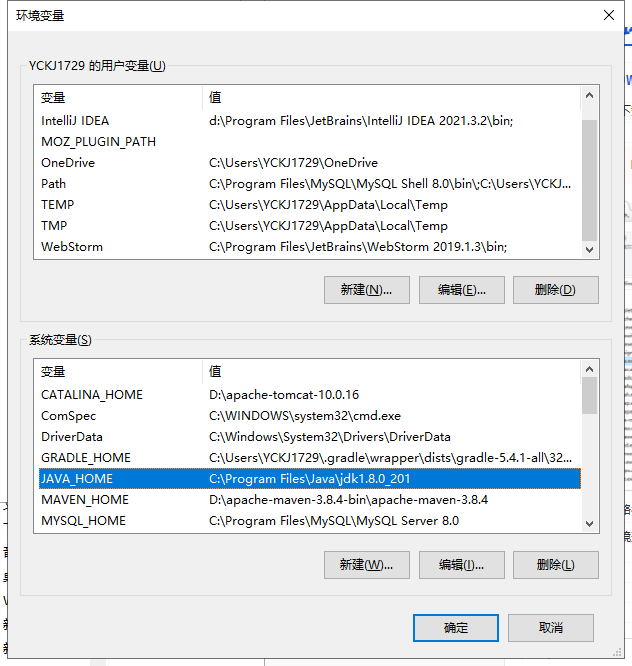 环境变量
YCKJ1729 的用户变量(U)
变量 值
IntelliJ IDEA d:\Program Files\JetBrains\IntelliJ IDEA 2021.3.2\bin;
MOZ_PLUGIN_PATH
OneDrive C:\Users\YCKJ1729\OneDrive
Path C:\Program Files\MySQL\MySQL Shell 8.0\bin\;C:\Users\YCKJ...
TEMP C:\Users\YCKJ1729\AppData\Local\Temp
TMP C:\Users\YCKJ1729\AppData\Local\Temp
WebStorm C:\Program Files\JetBrains\WebStorm 2019.1.3\bin;
新建(N)... 编辑(E)... 删除(D)
系统变量(S)
变量 值
CATALINA_HOME D:\apache-tomcat-10.0.16
ComSpec C:\WINDOWS\system32\cmd.exe
DriverData C:\Windows\System32\Drivers\DriverData
GRADLE_HOME C:\Users\YCKJ1729\.gradle\wrapper\dists\gradle-5.4.1-all\32...
JAVA_HOME C:\Program Files\Java\jdk1.8.0_201
MAVEN_HOME D:\apache-maven-3.8.4-bin\apache-maven-3.8.4
MYSQL_HOME C:\Program Files\MySQL\MySQL Server 8.0
新建(W)... 编辑(I)... 删除(L)
确定 取消